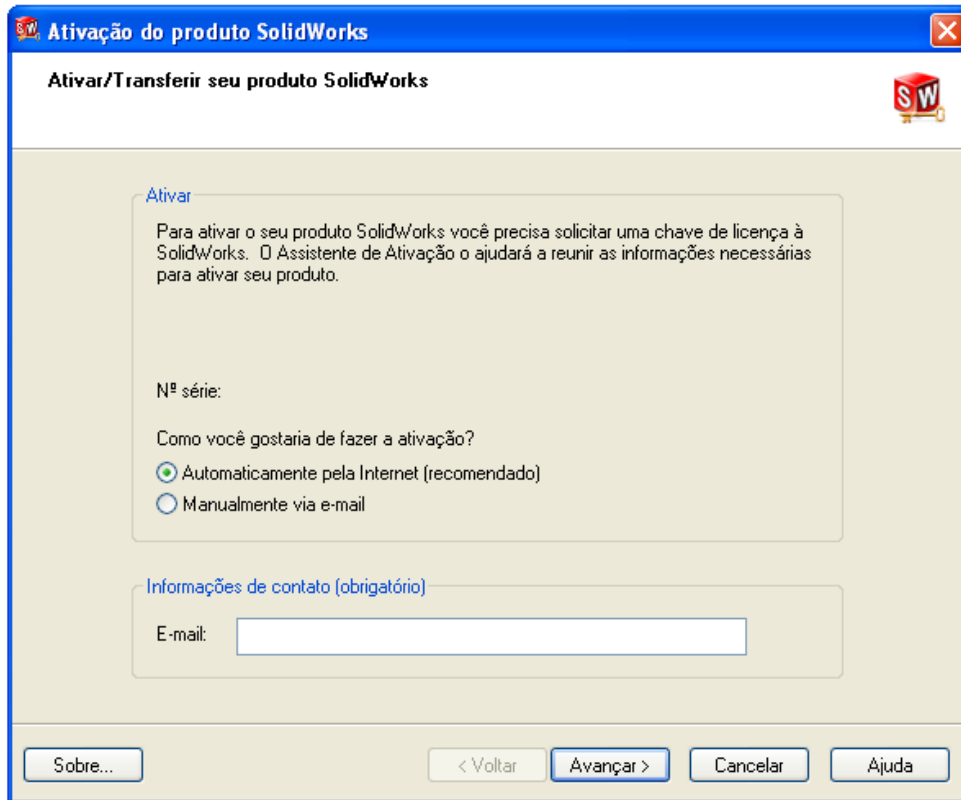 Ativação do produto SolidWorks
Ativar/Transferir seu produto SolidWorks
SW
Ativar
Para ativar o seu produto SolidWorks você precisa solicitar uma chave de licença à
SolidWorks. O Assistente de Ativação o ajudará a reunir as informações necessárias
para ativar seu produto.
Nº série:
Como você gostaria de fazer a ativação?
Automaticamente pela Internet (recomendado)
Manualmente via e-mail
Informações de contato (obrigatório)
E-mail:
Sobre... < Voltar Avançar > Cancelar Ajuda